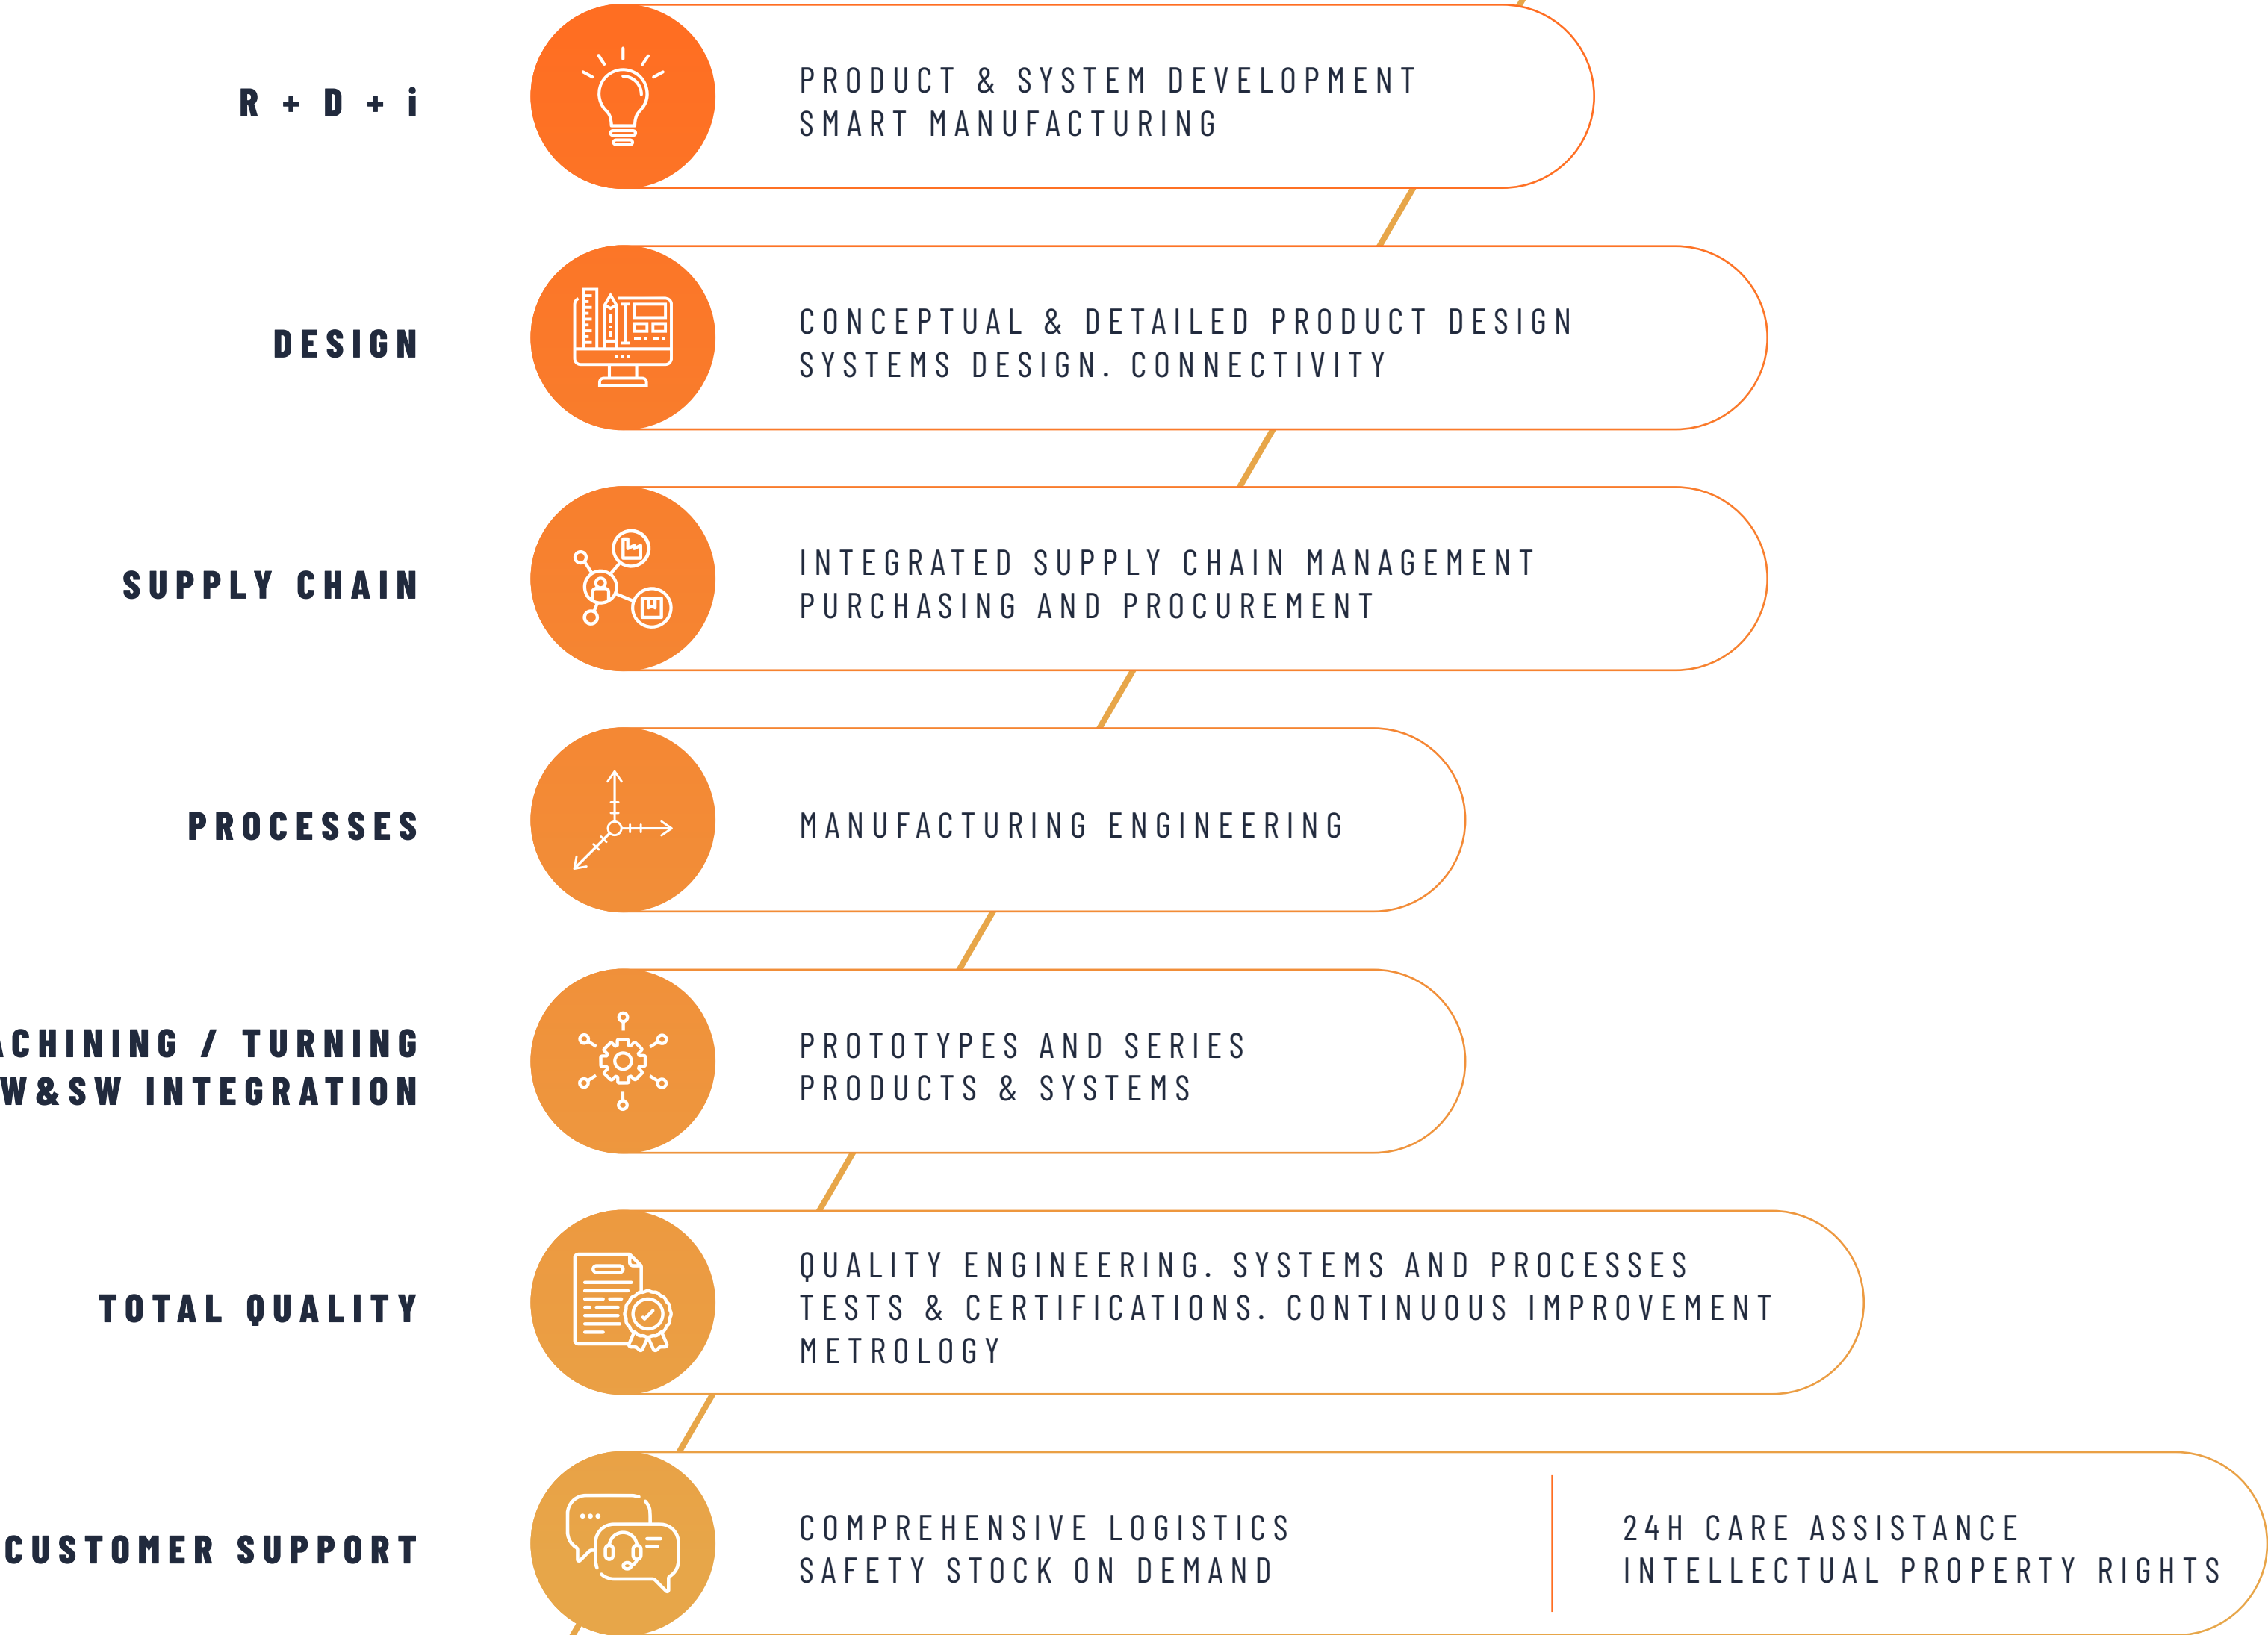 R + D + i
PRODUCT & SYSTEM DEVELOPMENT
SMART MANUFACTURING
DESIGN
CONCEPTUAL & DETAILED PRODUCT DESIGN
SYSTEMS DESIGN. CONNECTIVITY
SUPPLY CHAIN
INTEGRATED SUPPLY CHAIN MANAGEMENT
PURCHASING AND PROCUREMENT
PROCESSES
MANUFACTURING ENGINEERING
/ TURNING
INTEGRATION
PROTOTYPES AND SERIES
PRODUCTS & SYSTEMS
TOTAL QUALITY
QUALITY ENGINEERING. SYSTEMS AND PROCESSES
TESTS & CERTIFICATIONS. CONTINUOUS IMPROVEMENT
METROLOGY
CUSTOMER SUPPORT
COMPREHENSIVE LOGISTICS
SAFETY STOCK ON DEMAND
24H CARE ASSISTANCE
INTELLECTUAL PROPERTY RIGHTS